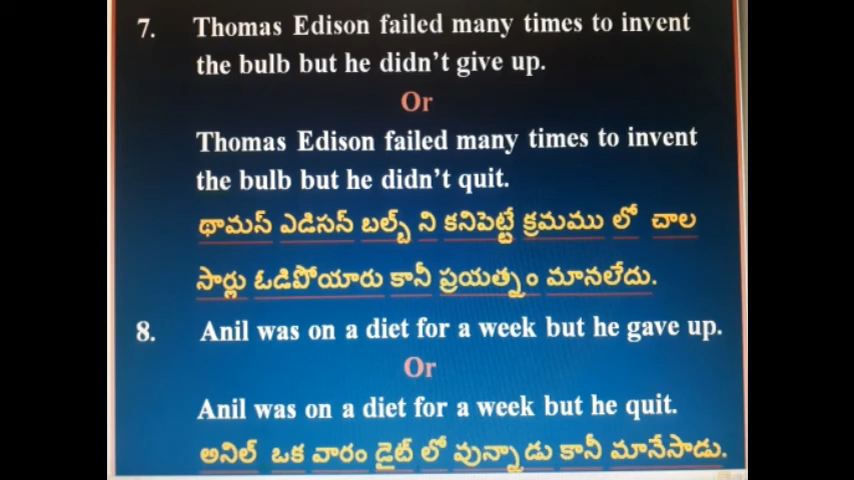 7. Thomas Edison failed many times to invent
the bulb but he didn't give up.
Or
Thomas Edison failed many times to invent
the bulb but he didn't quit.
థామస్ ఎడిసస్ బల్బ్ ని కనిపెట్టే క్రమము లో చాల
సార్లు ఓడిపోయారు కానీ ప్రయత్నం మానలేదు.
8. Anil was on a diet for a week but he gave up.
Or
Anil was on a diet for a week but he quit.
అనిల్ ఒక వారం డైట్ లో వున్నాడు కానీ మానేసాడు.